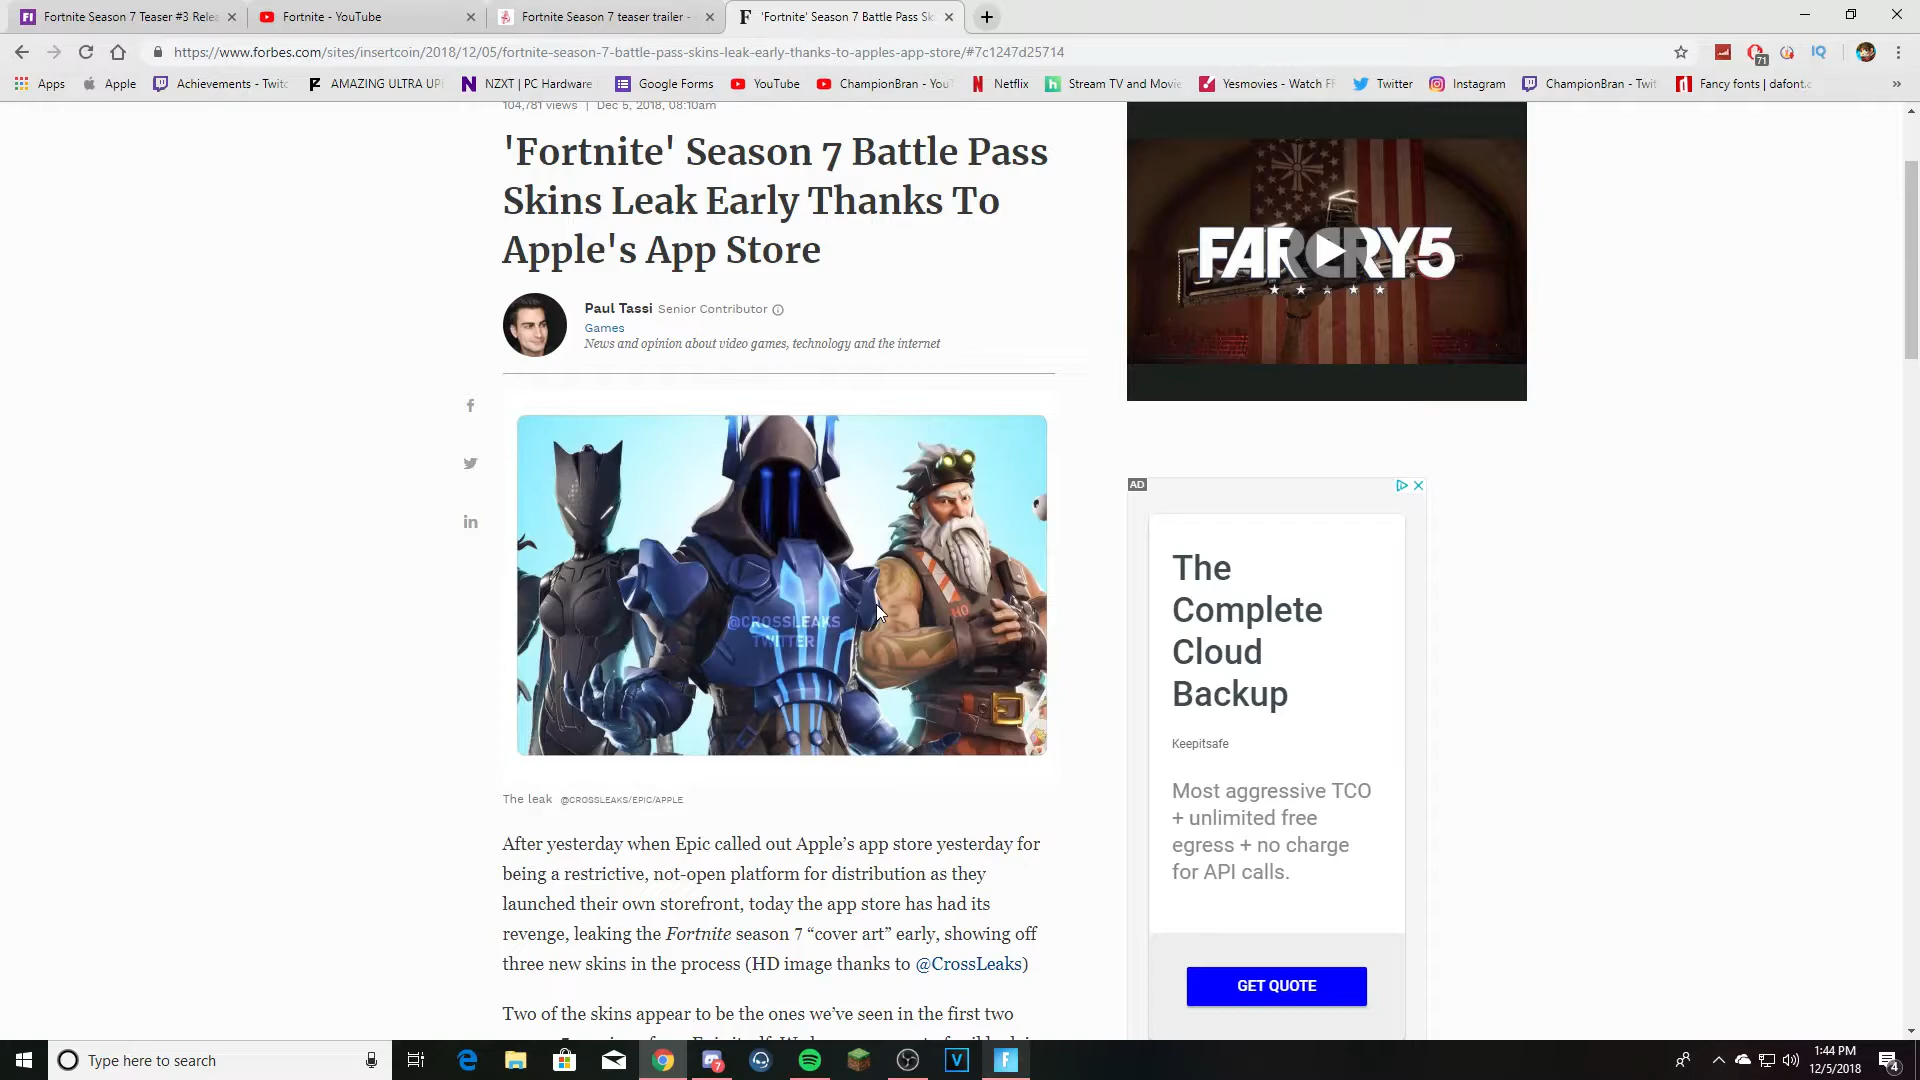 Fortnite Season 7 Teaser #3 Relea
Fortnite - YouTube
Fortnite Season 7 teaser trailer -
'Fortnite' Season 7 Battle Pass Sk
https://www.forbes.com/sites/insertcoin/2018/12/05/fortnite-season-7-battle-pass-skins-leak-early-thanks-to-apples-app-store/#7c1247d25714
71
IQ
Apps
Apple
Achievements - Twitc
AMAZING ULTRA UP
NZXT | PC Hardware
Google Forms
YouTube
ChampionBran - You
Netflix
Stream TV and Movie
Yesmovies - Watch F
Twitter
Instagram
ChampionBran - Twit
Fancy fonts | dafont.c
104,781 views | Dec 5, 2018, 08:10am
'Fortnite' Season 7 Battle Pass
Skins Leak Early Thanks To
Apple's App Store
Paul Tassi Senior Contributor
Games
News and opinion about video games, technology and the internet
FARCRY5
@CROSSLEAKS
TWITTER
HO
The leak @CROSSLEAKS/EPIC/APPLE
After yesterday when Epic called out Apple’s app store yesterday for
being a restrictive, not-open platform for distribution as they
launched their own storefront, today the app store has had its
revenge, leaking the Fortnite season 7 “cover art” early, showing off
three new skins in the process (HD image thanks to @CrossLeaks)
Two of the skins appear to be the ones we’ve seen in the first two
AD
The
Complete
Cloud
Backup
Keepitsafe
Most aggressive TCO
+ unlimited free
egress + no charge
for API calls.
GET QUOTE
Type here to search
7
1:44 PM
12/5/2018
4